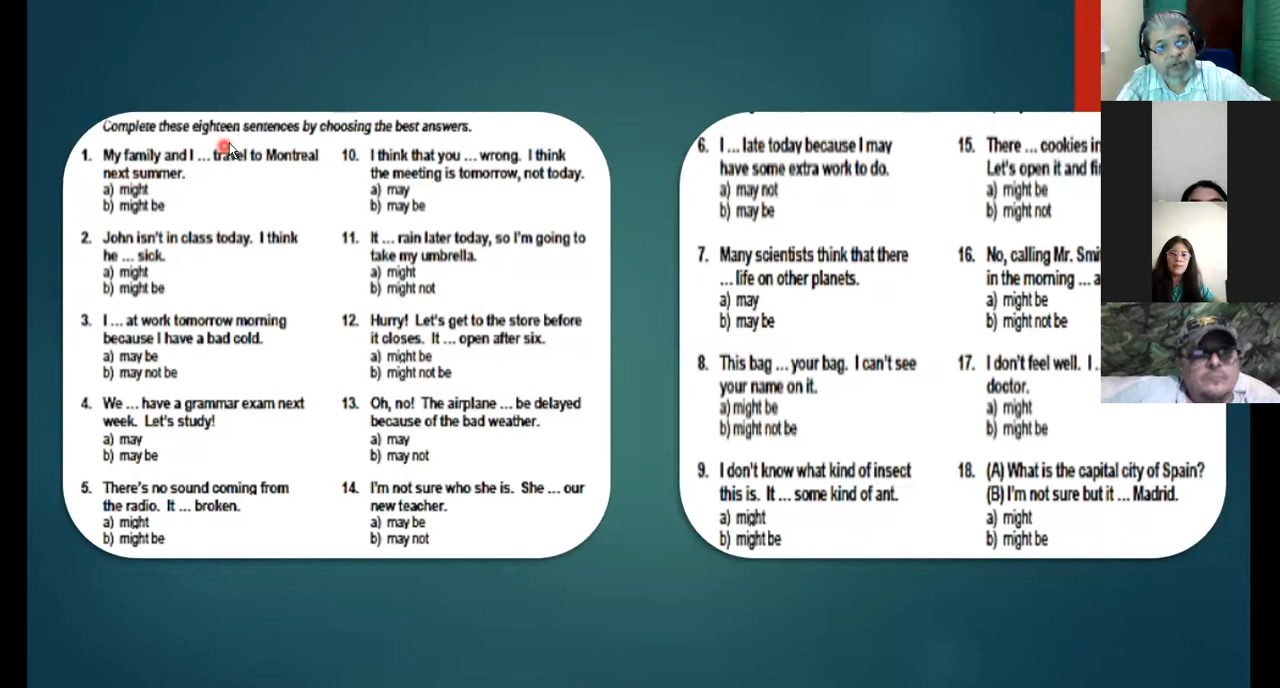 Complete these eighteen sentences by choosing the best answers.
1. My family and I ... travel to Montreal
next summer.
a) might
b) might be
2. John isn't in class today. I think
he ... sick.
a) might
b) might be
3. I ... at work tomorrow morning
because I have a bad cold.
a) may be
b) may not be
4. We ... have a grammar exam next
week. Let's study!
a) may
b) may be
5. There's no sound coming from
the radio. It ... broken.
a) might
b) might be
10. I think that you ... wrong. I think
the meeting is tomorrow, not today.
a) may
b) may be
11. It ... rain later today, so I'm going to
take my umbrella.
a) might
b) might not
12. Hurry! Let's get to the store before
it closes. It ... open after six.
a) might be
b) might not be
13. Oh, no! The airplane ... be delayed
because of the bad weather.
a) may
b) may not
14. I'm not sure who she is. She ... our
new teacher.
a) may be
b) may not
6. I ... late today because I may
have some extra work to do.
a) may not
b) may be
7. Many scientists think that there
... life on other planets.
a) may
b) may be
8. This bag ... your bag. I can't see
your name on it.
a) might be
b) might not be
9. I don't know what kind of insect
this is. It ... some kind of ant.
a) might
b) might be
15. There ... cookies in
Let's open it and
a) might be
b) might not
16. No, calling Mr.
in the morning ...
a) might be
b) might not be
17. I don't feel well. I
doctor.
a) might
b) might be
18. (A) What is the capital city of Spain?
(B) I'm not sure but it ... Madrid.
a) might
b) might be